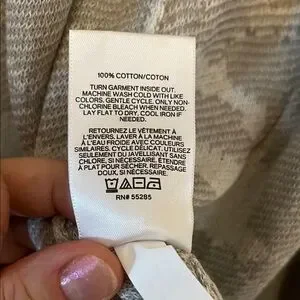 100% COTTON/COTON
TURN GARMENT INSIDE OUT.
MACHINE WASH COLD WITH LIKE
COLORS. GENTLE CYCLE. ONLY NON-
CHLORINE BLEACH WHEN NEEDED.
LAY FLAT TO DRY. COOL IRON IF
NEEDED.
RETOURNEZ LE VÊTEMENT À
L'ENVERS. LAVER EN MACHINE
À L'EAU FROIDE AVEC COULEURS
SIMILAIRES. CYCLE DÉLICAT. UTILISEZ
SEULEMENT DU JAVELLISANT SANS
CHLORE, SI NÉCESSAIRE. ÉTENDRE
À PLAT POUR SÉCHER. REPASSAGE
DOUX, SI NÉCESSAIRE.
RN# 55285